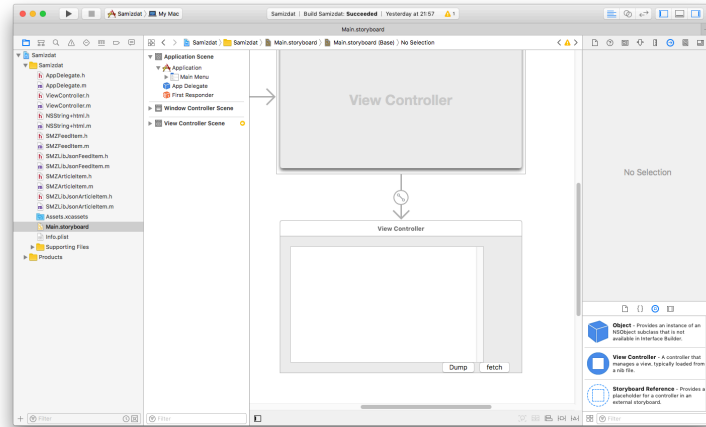 Samizdat
My Mac
Samizdat | Build Samizdat: Succeeded | Yesterday at 21:57
1
Main.storyboard
Samizdat
Samizdat
Main.storyboard
Main.storyboard (Base)
No Selection
Samizdat
Samizdat
h AppDelegate.h
m AppDelegate.m
h ViewController.h
m ViewController.m
h NSString+html.h
m NSString+html.m
h SMZFeedItem.h
m SMZFeedItem.m
h SMZLibJsonFeedItem.h
m SMZLibJsonFeedItem.m
h SMZArticleItem.h
m SMZArticleItem.m
h SMZLibJsonArticleItem.h
m SMZLibJsonArticleItem.m
Assets.xcassets
Main.storyboard
Info.plist
Supporting Files
Products
Filter
Application Scene
Application
Main Menu
App Delegate
First Responder
Window Controller Scene
View Controller Scene
Filter
View Controller
View Controller
Dump
fetch
No Selection
Object - Provides an instance of an
NSObject subclass that is not
available in Interface Builder.
View Controller - A controller that
manages a view, typically loaded from
a nib file.
Storyboard Reference - Provides a
placeholder for a controller in an
external storyboard.
Filter